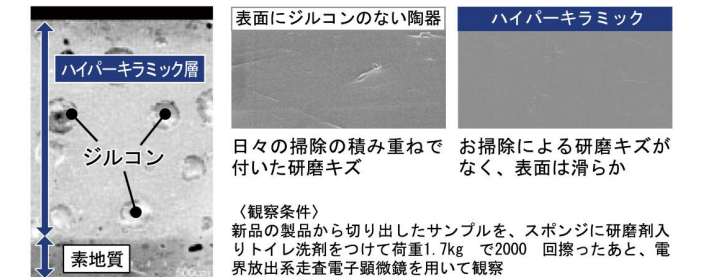 ハイパーキラミック層
ジルコン
素地質
表面にジルコンのない陶器
日々の掃除の積み重ねで
付いた研磨キズ
ハイパーキラミック
お掃除による研磨キズが
なく、表面は滑らか
〈観察条件〉
新品の製品から切り出したサンプルを、スポンジに研磨剤入
りトイレ洗剤をつけて荷重1.7kg で2000 回擦ったあと、電
界放出系走査電子顕微鏡を用いて観察